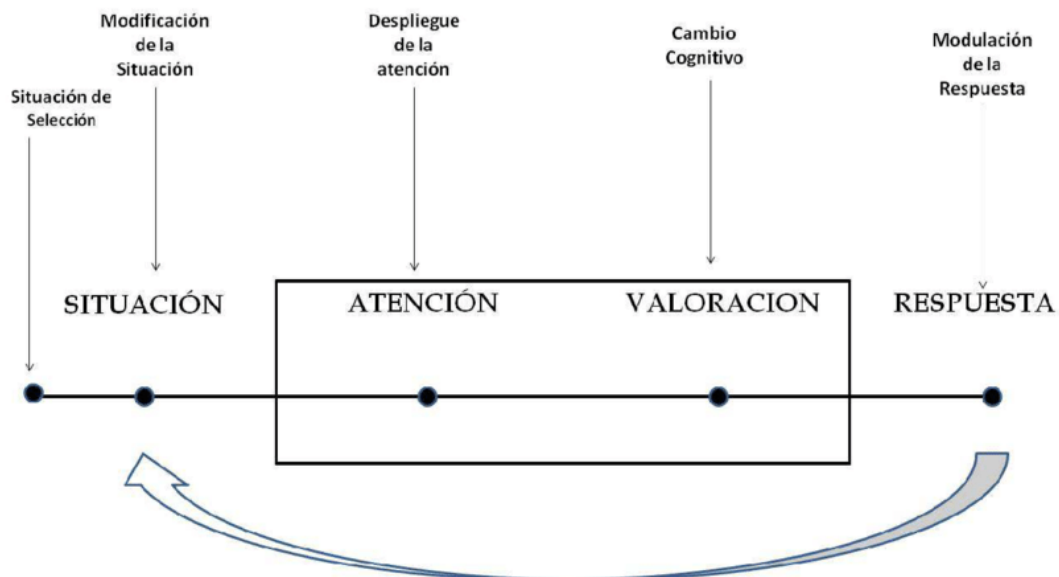 Modificación
de la
Situación
Despliegue
de la
atención
Cambio
Cognitivo
Modulación
de la
Respuesta
Situación de
Selección
SITUACIÓN
ATENCIÓN
VALORACION
RESPUESTA